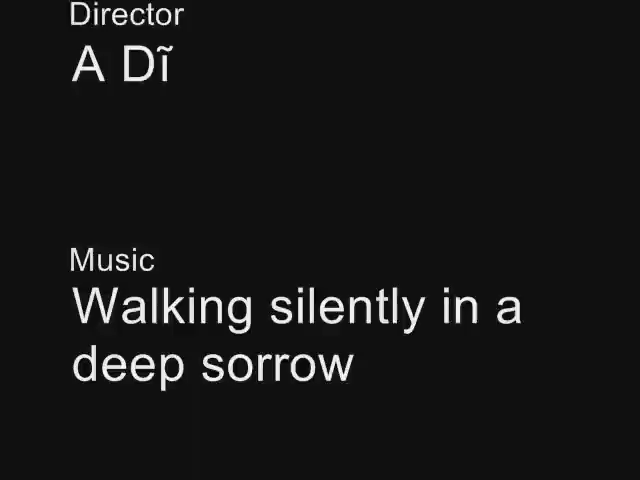 Director
A Dĩ
Music
Walking silently in a
deep sorrow